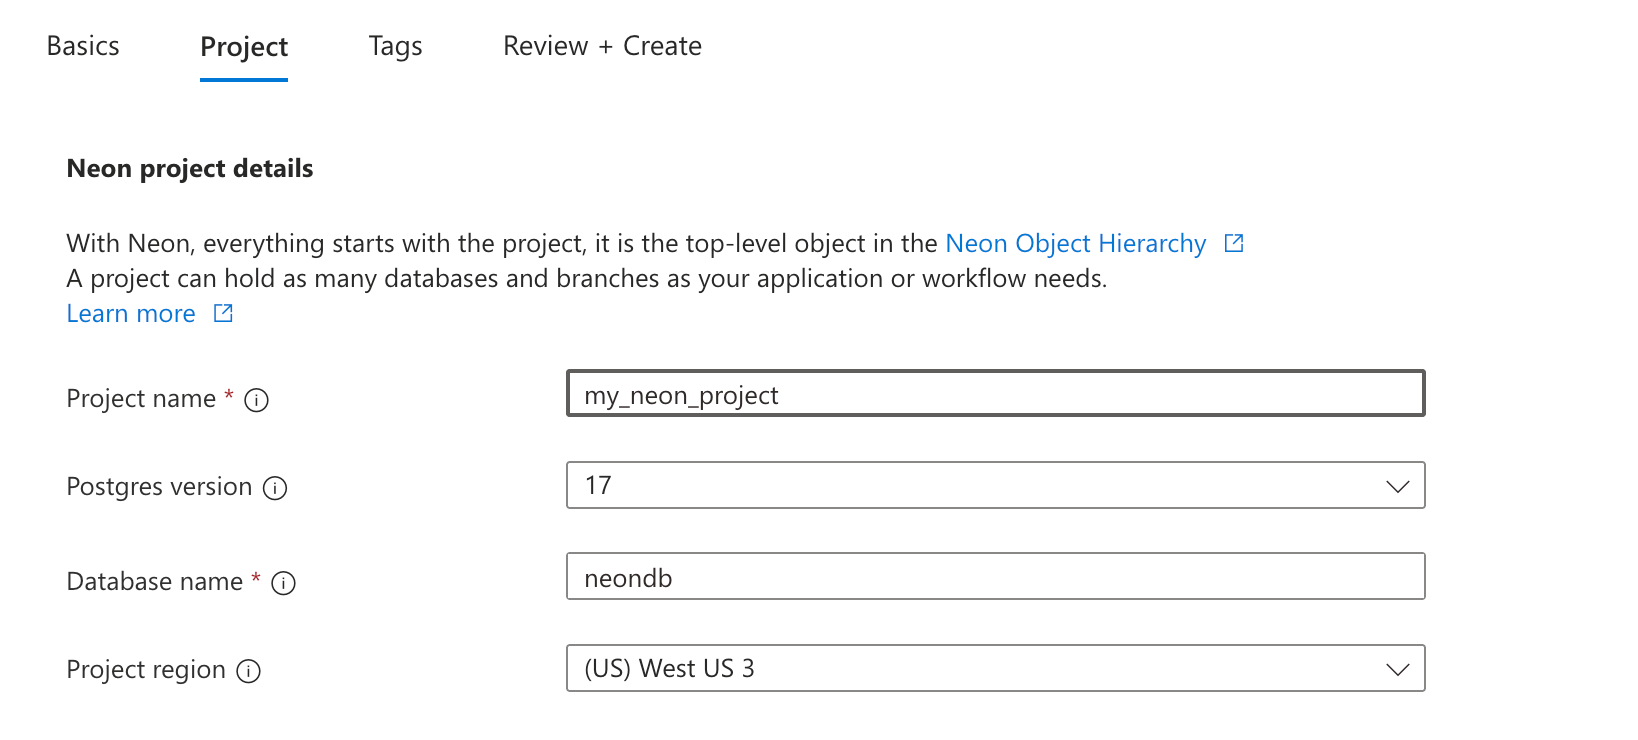 Basics Project Tags Review + Create
Neon project details
With Neon, everything starts with the project, it is the top-level object in the Neon Object Hierarchy
A project can hold as many databases and branches as your application or workflow needs.
Learn more
Project name * my_neon_project
Postgres version 17
Database name * neondb
Project region (US) West US 3